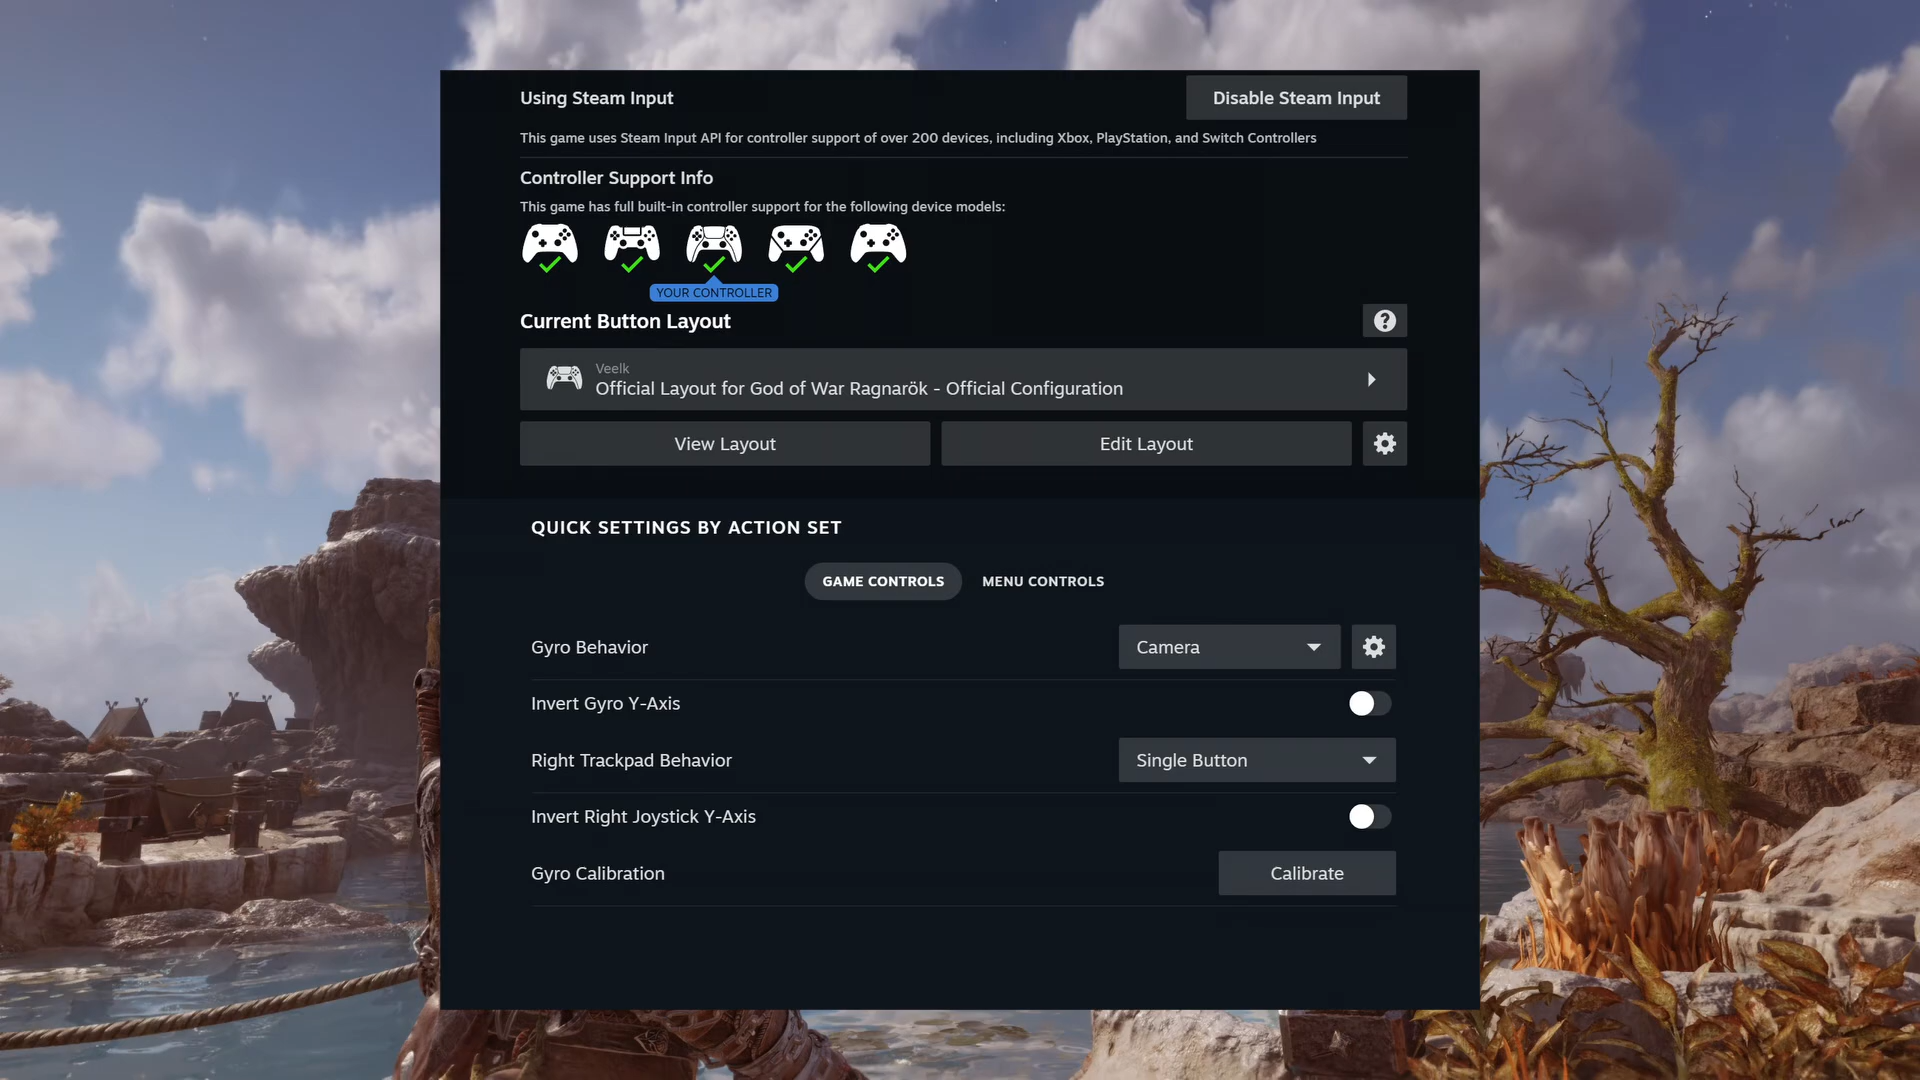 Using Steam Input
Disable Steam Input
This game uses Steam Input API for controller support of over 200 devices, including Xbox, PlayStation, and Switch Controllers
Controller Support Info
This game has full built-in controller support for the following device models:
YOUR CONTROLLER
Current Button Layout
?
Veelk
Official Layout for God of War Ragnarök - Official Configuration
View Layout
Edit Layout
QUICK SETTINGS BY ACTION SET
GAME CONTROLS
MENU CONTROLS
Gyro Behavior
Camera
Invert Gyro Y-Axis
Right Trackpad Behavior
Single Button
Invert Right Joystick Y-Axis
Gyro Calibration
Calibrate